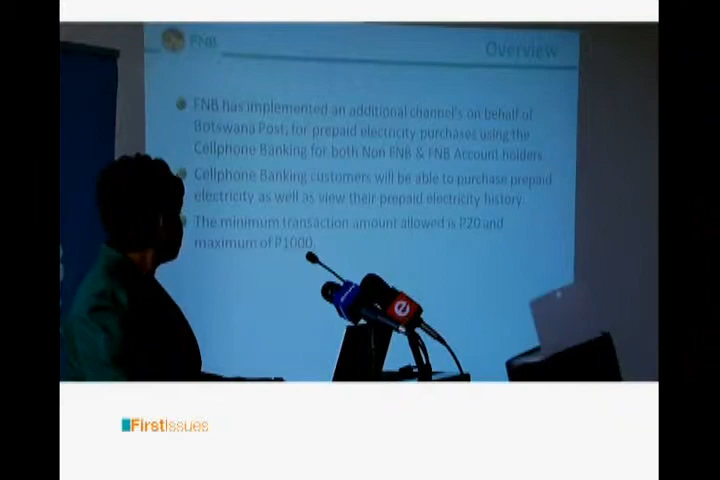 FNB
Overview
FNB has implemented an additional channel's on behalf of
Botswana Post, for prepaid electricity purchases using the
Cellphone Banking for both Non FNB & FNB Account holders.
Cellphone Banking customers will be able to purchase prepaid
electricity as well as view their prepaid electricity history.
The minimum transaction amount allowed is P20 and
maximum of P1000.
e
FirstIssues